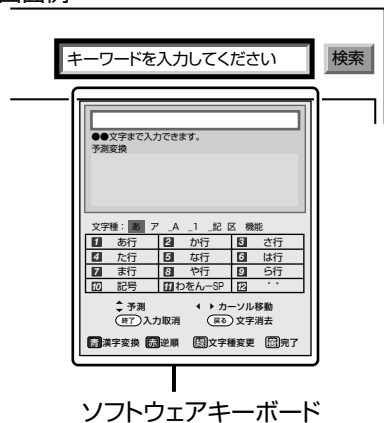 キーワードを入力してください 検索
●●文字まで入力できます。
予測変換
文字種： あ ア _A _1 _記 区 機能
1 あ行 2 か行 3 さ行
4 た行 5 な行 6 は行
7 ま行 8 や行 9 ら行
10 記号 11 わをん−SP 12 ゛゜
予測 カーソル移動
終了 入力取消 戻る 文字消去
青 漢字変換 赤 逆順 緑 文字種変更 完了
ソフトウェアキーボード